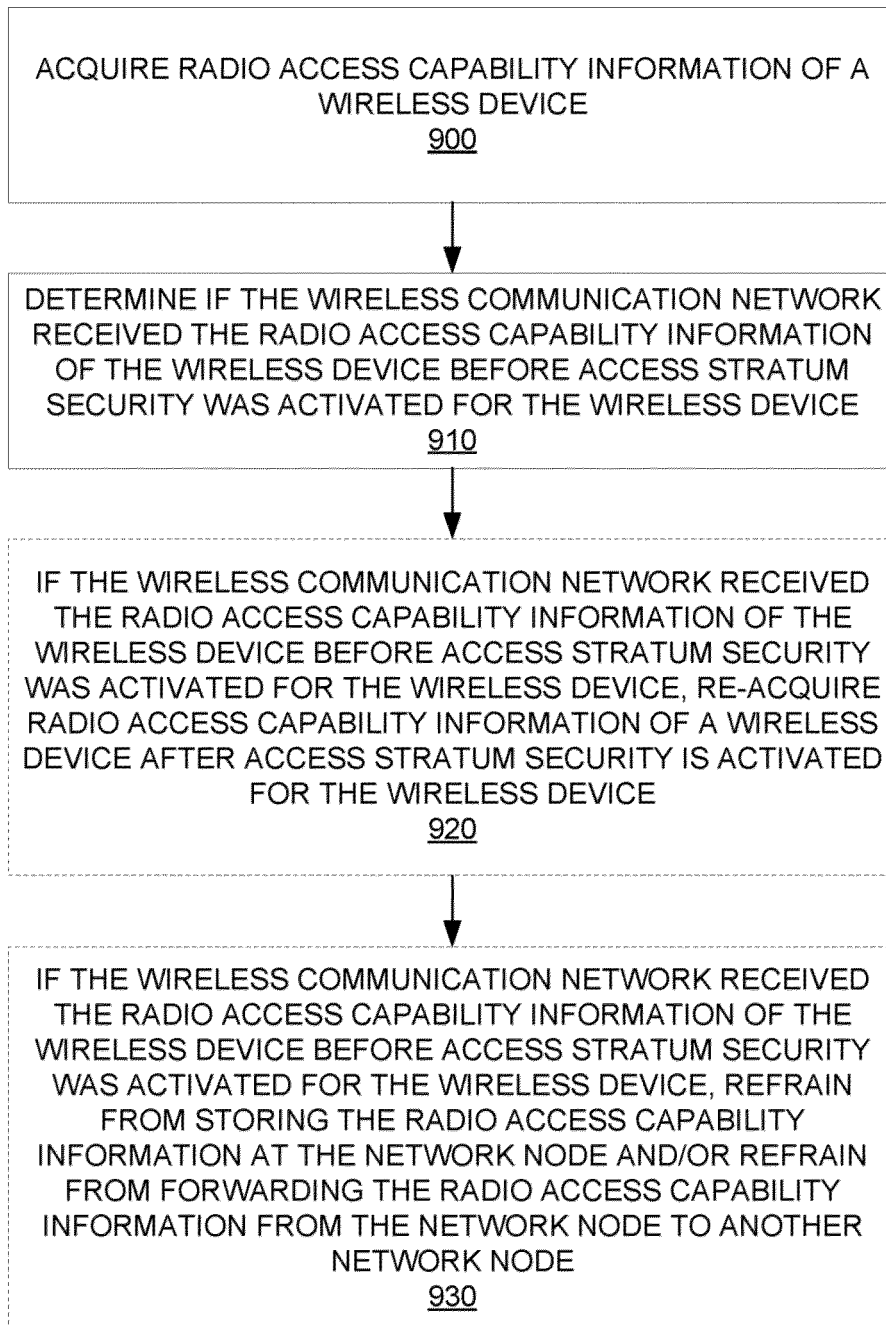 ACQUIRE RADIO ACCESS CAPABILITY INFORMATION OF A
WIRELESS DEVICE
900
DETERMINE IF THE WIRELESS COMMUNICATION NETWORK
RECEIVED THE RADIO ACCESS CAPABILITY INFORMATION
OF THE WIRELESS DEVICE BEFORE ACCESS STRATUM
SECURITY WAS ACTIVATED FOR THE WIRELESS DEVICE
910
IF THE WIRELESS COMMUNICATION NETWORK RECEIVED
THE RADIO ACCESS CAPABILITY INFORMATION OF THE
WIRELESS DEVICE BEFORE ACCESS STRATUM SECURITY
WAS ACTIVATED FOR THE WIRELESS DEVICE, RE-ACQUIRE
RADIO ACCESS CAPABILITY INFORMATION OF A WIRELESS
DEVICE AFTER ACCESS STRATUM SECURITY IS ACTIVATED
FOR THE WIRELESS DEVICE
920
IF THE WIRELESS COMMUNICATION NETWORK RECEIVED
THE RADIO ACCESS CAPABILITY INFORMATION OF THE
WIRELESS DEVICE BEFORE ACCESS STRATUM SECURITY
WAS ACTIVATED FOR THE WIRELESS DEVICE, REFRAIN
FROM STORING THE RADIO ACCESS CAPABILITY
INFORMATION AT THE NETWORK NODE AND/OR REFRAIN
FROM FORWARDING THE RADIO ACCESS CAPABILITY
INFORMATION FROM THE NETWORK NODE TO ANOTHER
NETWORK NODE
930